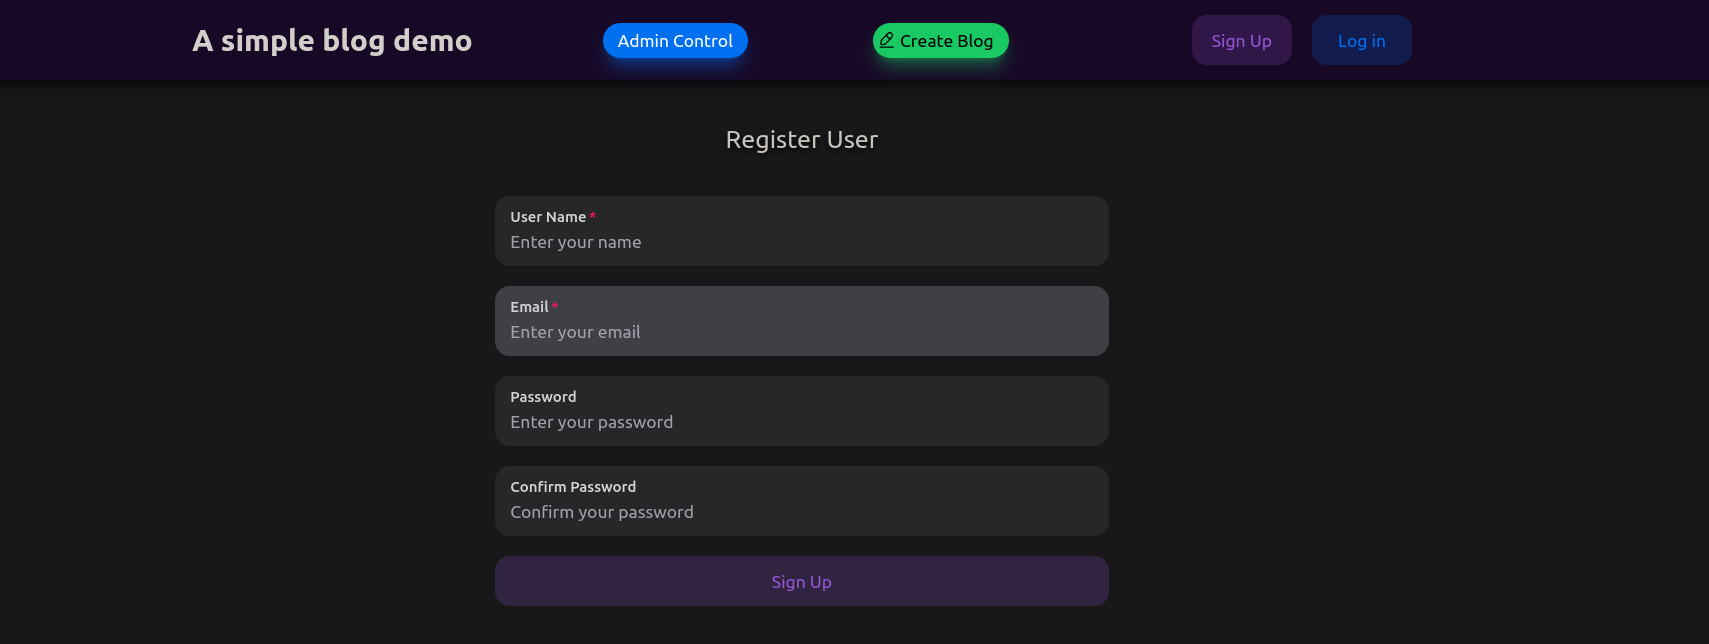 A simple blog demo
Admin Control
Create Blog
Sign Up
Log in
Register User
User Name *
Enter your name
Email *
Enter your email
Password
Enter your password
Confirm Password
Confirm your password
Sign Up